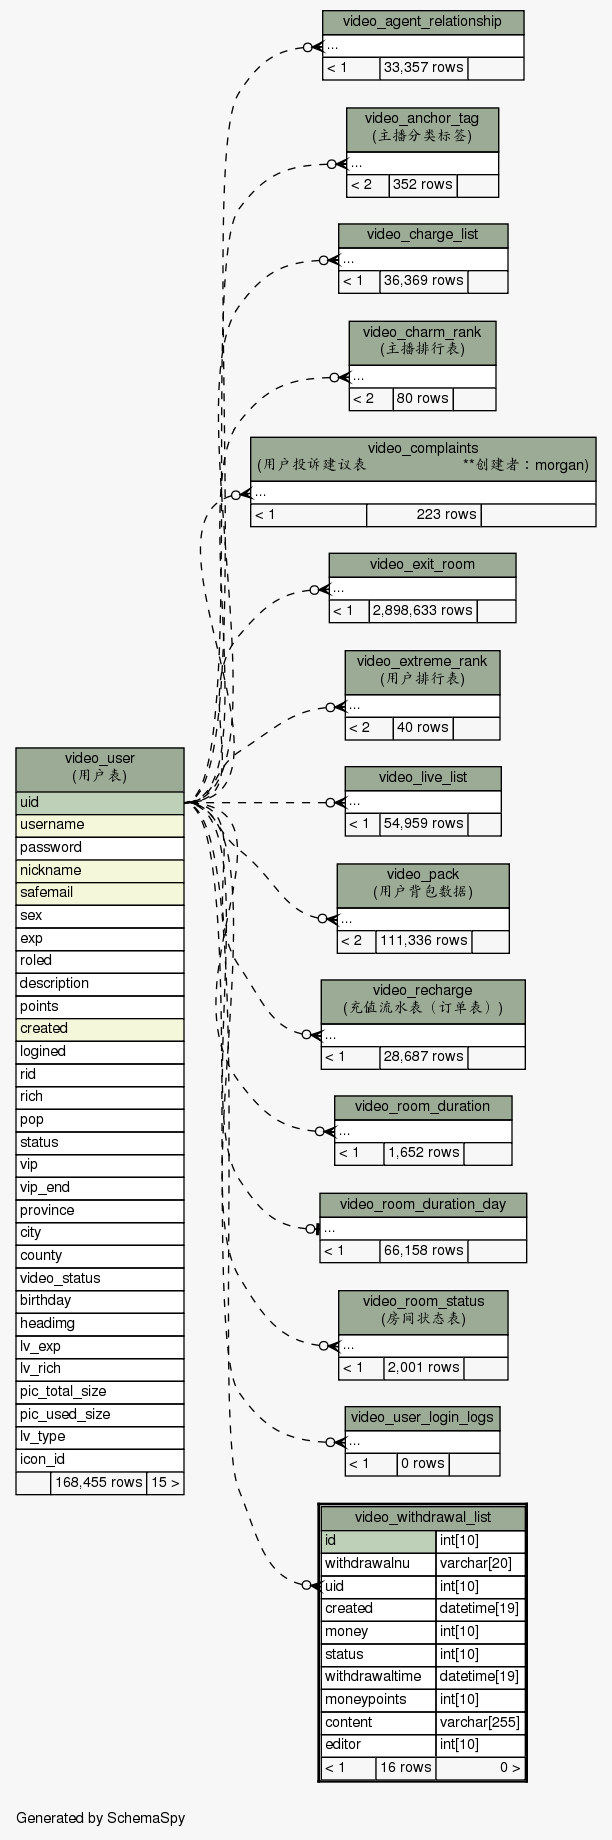 video_agent_relationship
...
< 1 33,357 rows
video_anchor_tag
(主播分类标签)
...
< 2 352 rows
video_charge_list
...
< 1 36,369 rows
video_charm_rank
(主播排行表)
...
< 2 80 rows
video_complaints
(用户投诉建议表 **创建者：morgan)
...
< 1 223 rows
video_exit_room
...
< 1 2,898,633 rows
video_extreme_rank
(用户排行表)
...
< 2 40 rows
video_live_list
...
< 1 54,959 rows
video_pack
(用户背包数据)
...
< 2 111,336 rows
video_recharge
(充值流水表（订单表）)
...
< 1 28,687 rows
video_room_duration
...
< 1 1,652 rows
video_room_duration_day
...
< 1 66,158 rows
video_room_status
(房间状态表)
...
< 1 2,001 rows
video_user_login_logs
...
< 1 0 rows
video_user
(用户表)
uid
username
password
nickname
safemail
sex
exp
roled
description
points
created
logined
rid
rich
pop
status
vip
vip_end
province
city
county
video_status
birthday
headimg
lv_exp
lv_rich
pic_total_size
pic_used_size
lv_type
icon_id
168,455 rows 15 >
video_withdrawal_list
id int[10]
withdrawalnu varchar[20]
uid int[10]
created datetime[19]
money int[10]
status int[10]
withdrawaltime datetime[19]
moneypoints int[10]
content varchar[255]
editor int[10]
< 1 16 rows 0 >
Generated by SchemaSpy